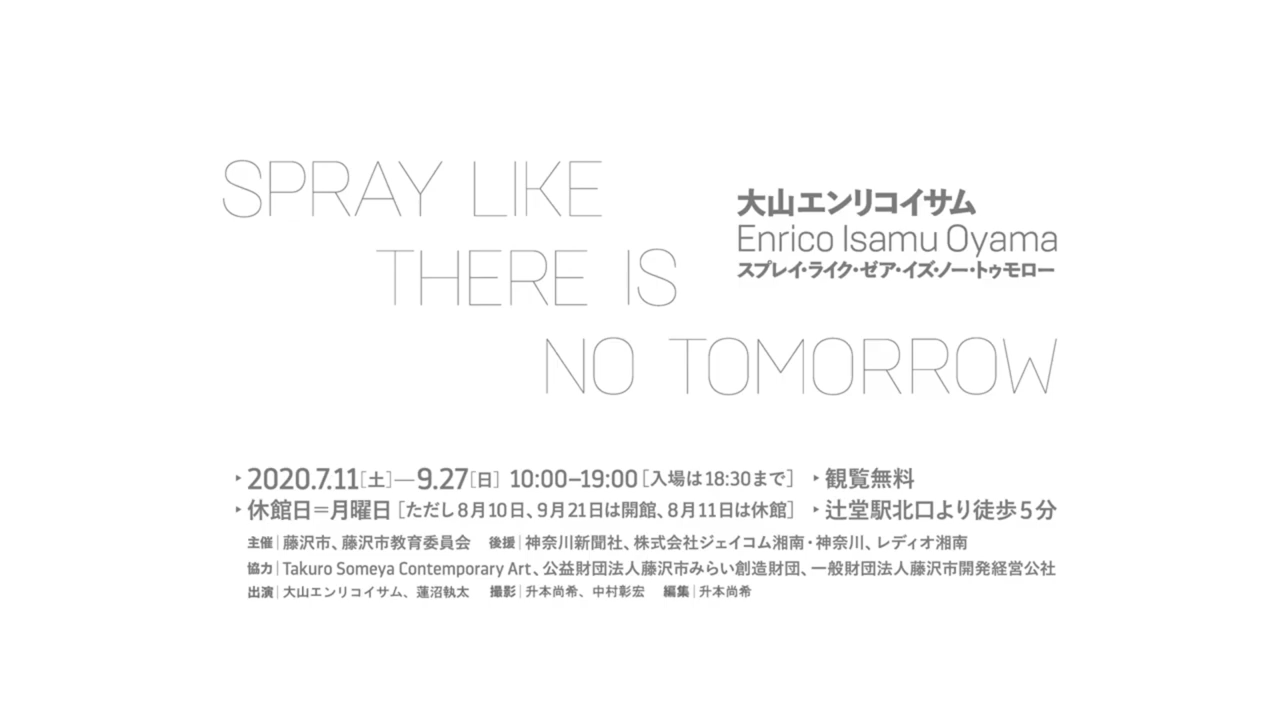 SPRAY LIKE
THERE IS
NO TOMORROW
大山エンリコイサム
Enrico Isamu Oyama
スプレイ・ライク・ゼア・イズ・ノー・トゥモロー
▸2020.7.11[土]—9.27[日] 10:00–19:00[入場は18:30まで] ▸観覧無料
▸休館日=月曜日[ただし8月10日、9月21日は開館、8月11日は休館] ▸辻堂駅北口より徒歩5分
主催|藤沢市、藤沢市教育委員会 後援|神奈川新聞社、株式会社ジェイコム湘南・神奈川、レディオ湘南
協力|Takuro Someya Contemporary Art、公益財団法人藤沢市みらい創造財団、一般財団法人藤沢市開発経営公社
出演|大山エンリコイサム、蓮沼執太 撮影|升本尚希、中村彰宏 編集|升本尚希